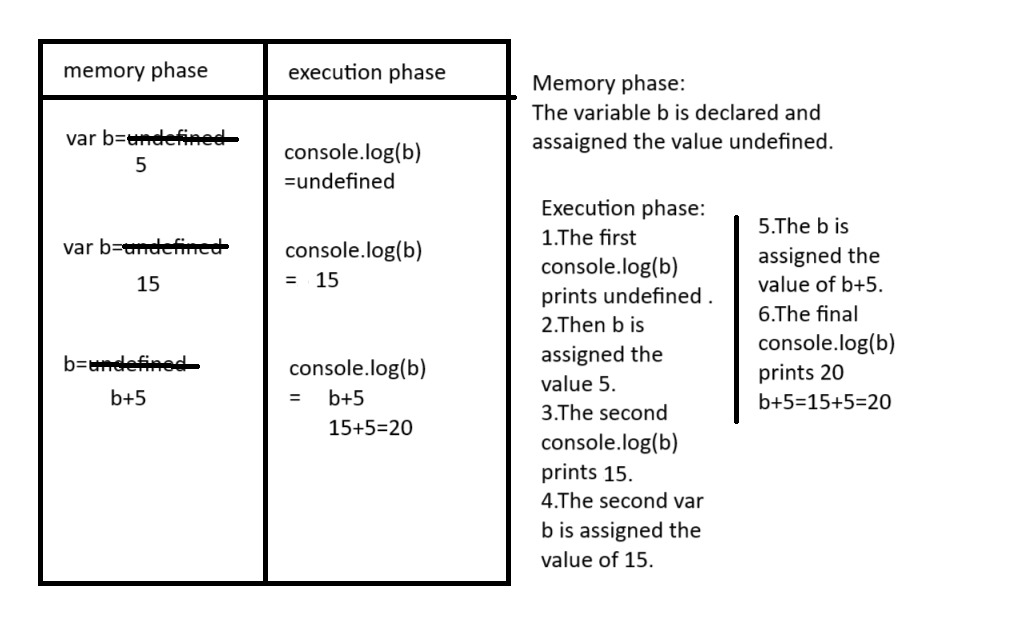 memory phase
execution phase
var b=undefined
5
console.log(b)
=undefined
var b=undefined
15
console.log(b)
= 15
b=undefined
b+5
console.log(b)
= b+5
15+5=20
Memory phase:
The variable b is declared and
assaigned the value undefined.
Execution phase:
1.The first
console.log(b)
prints undefined .
2.Then b is
assigned the
value 5.
3.The second
console.log(b)
prints 15.
4.The second var
b is assigned the
value of 15.
5.The b is
assigned the
value of b+5.
6.The final
console.log(b)
prints 20
b+5=15+5=20